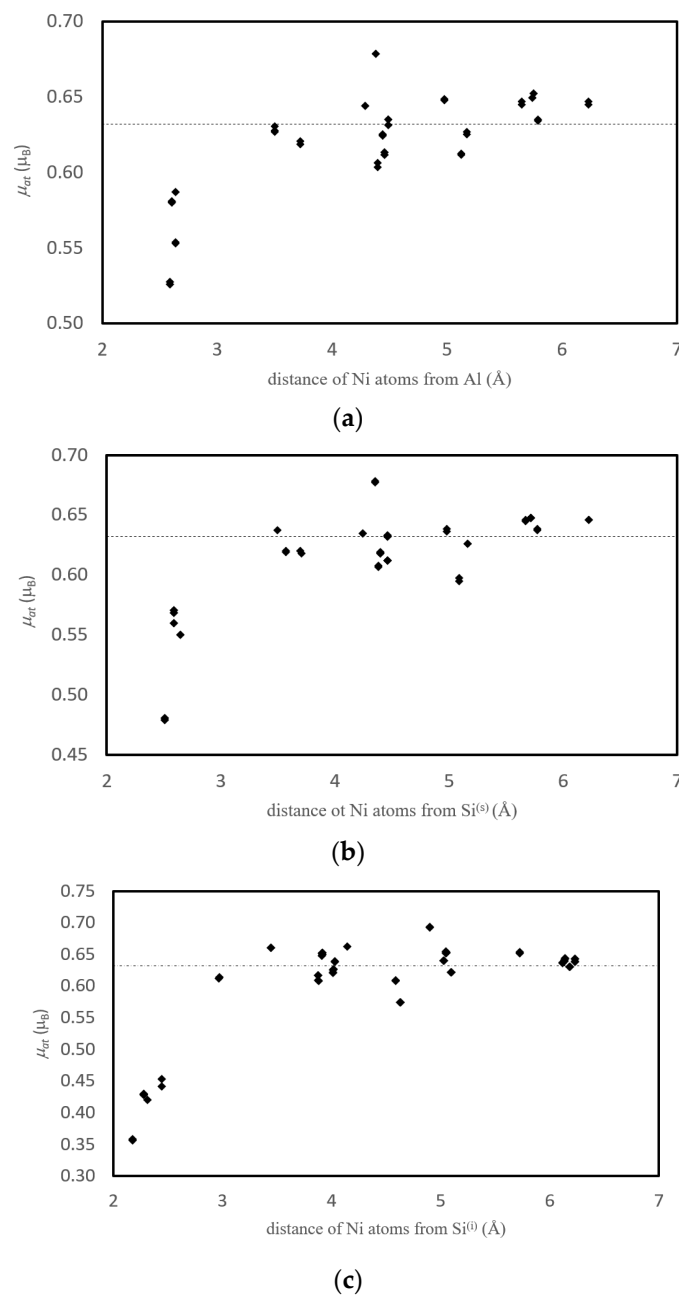 0.70
0.65
0.60
0.55
0.50
μat (μB)
2 3 4 5 6 7
distance of Ni atoms from Al (Å)
(a)
0.70
0.65
0.60
0.55
0.50
0.45
μat (μB)
2 3 4 5 6 7
distance ot Ni atoms from Si(s) (Å)
(b)
0.75
0.70
0.65
0.60
0.55
0.50
0.45
0.40
0.35
0.30
μat (μB)
2 3 4 5 6 7
distance of Ni atoms from Si(i) (Å)
(c)